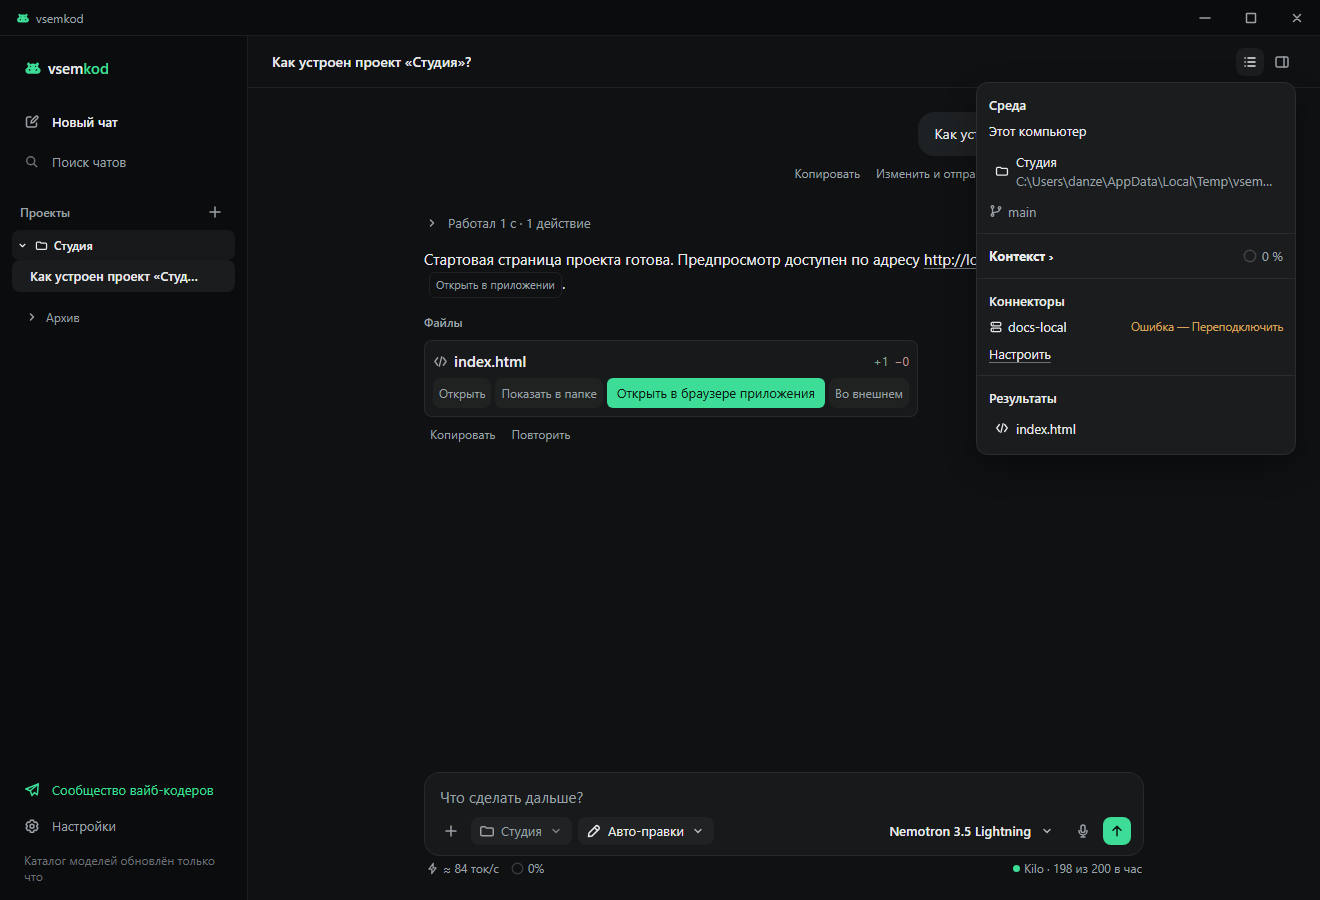 vsemkod
vsemkod
Новый чат
Поиск чатов
Проекты
Студия
Как устроен проект «Студ...
Архив
Сообщество вайб-кодеров
Настройки
Каталог моделей обновлён только
что
Как устроен проект «Студия»?
Как уст
Копировать Изменить и отпра
Работал 1 с · 1 действие
Стартовая страница проекта готова. Предпросмотр доступен по адресу http://lo
Открыть в приложении .
Файлы
index.html +1 −0
Открыть Показать в папке Открыть в браузере приложения Во внешнем
Копировать Повторить
Среда
Этот компьютер
Студия
C:\Users\danze\AppData\Local\Temp\vsem...
main
Контекст › 0 %
Коннекторы
docs-local Ошибка — Переподключить
Настроить
Результаты
index.html
Что сделать дальше?
Студия Авто-правки Nemotron 3.5 Lightning
≈ 84 ток/с 0% Kilo · 198 из 200 в час